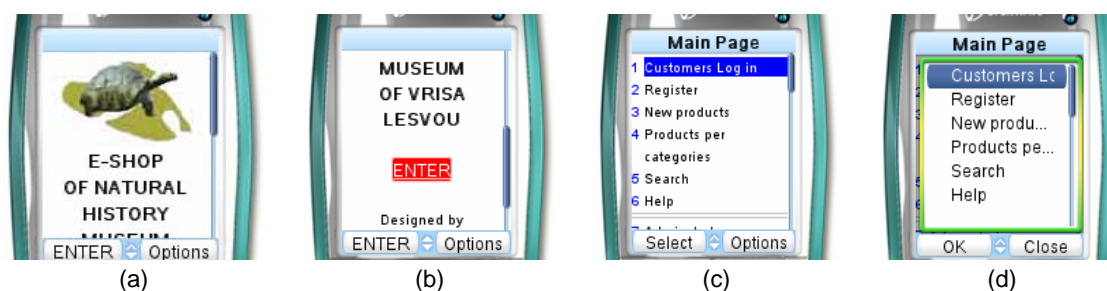 E-SHOP
OF NATURAL
HISTORY
MUSEUM
ENTER Options
(a)
MUSEUM
OF VRISA
LESVOU
ENTER
Designed by
ENTER Options
(b)
Main Page
1 Customers Log in
2 Register
3 New products
4 Products per
categories
5 Search
6 Help
Select Options
(c)
Main Page
Customers Lo
Register
New produ...
Products pe...
Search
Help
OK Close
(d)